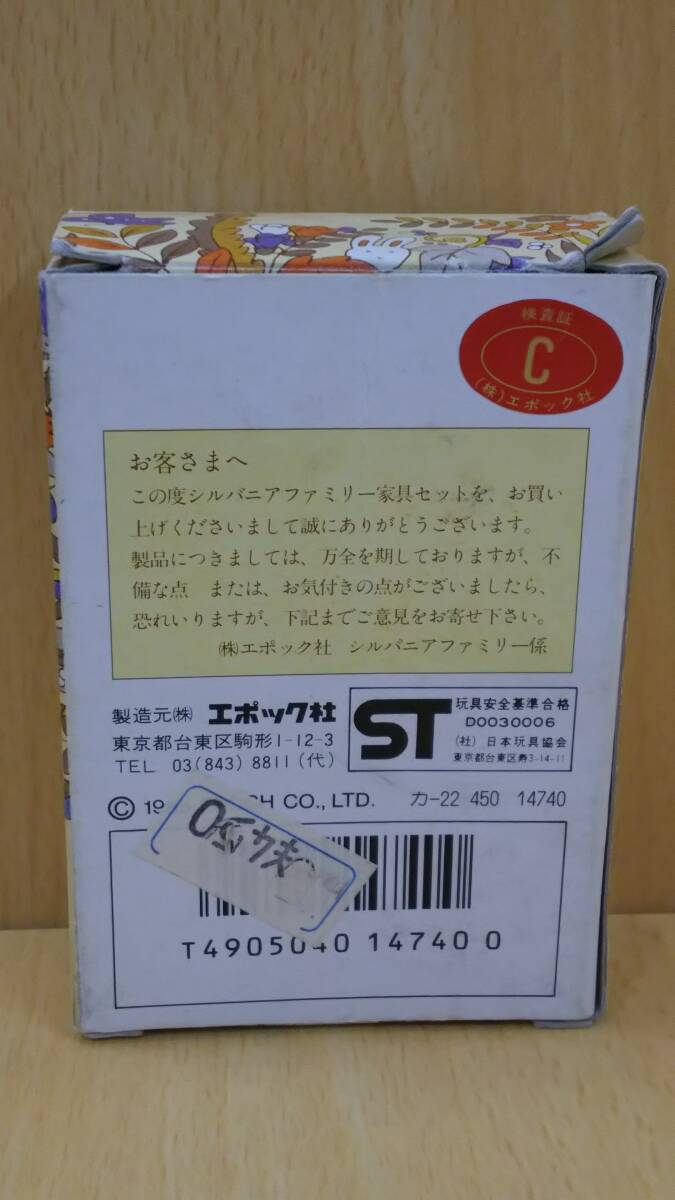 検査証
C
(株)エポック社
お客さまへ
この度シルバニアファミリー家具セットを、お買い
上げくださいまして誠にありがとうございます。
製品につきましては、万全を期しておりますが、不
備な点 または、お気付きの点がございましたら、
恐れいりますが、下記までご意見をお寄せ下さい。
㈱エポック社 シルバニアファミリー係
製造元㈱ エポック社
東京都台東区駒形1-12-3
TEL 03(843)8811(代)
ST
玩具安全基準合格
D0030006
(社)日本玩具協会
東京都台東区寿3-14-11
© CO., LTD. カ-22 450 14740
450
T4905040 14740 0